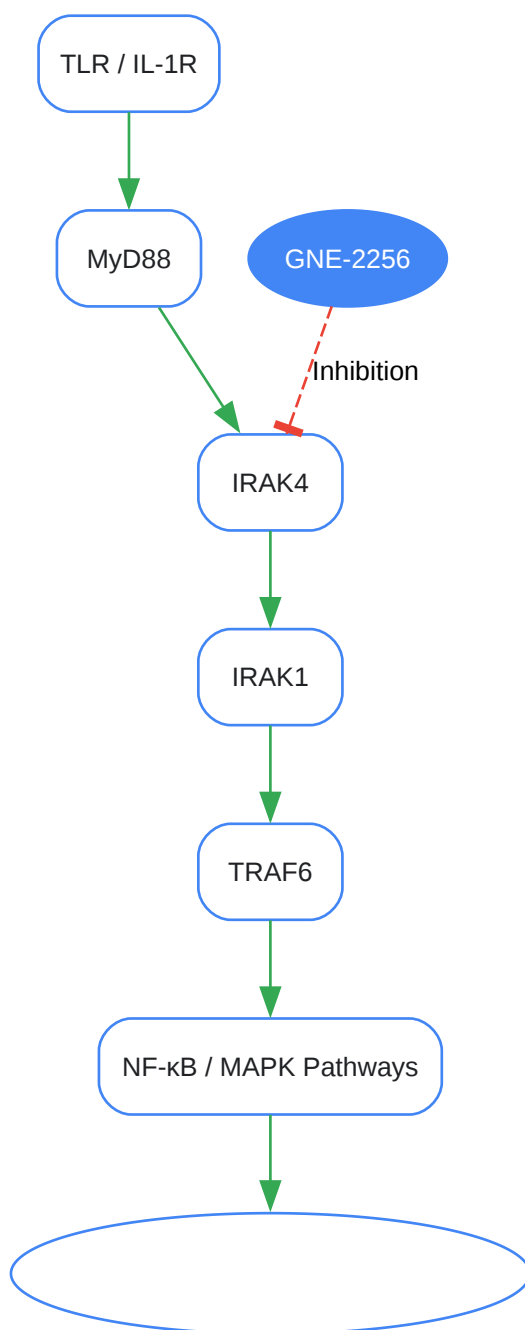 TLR / IL-1R
MyD88
GNE-2256
Inhibition
IRAK4
IRAK1
TRAF6
NF-κB / MAPK Pathways